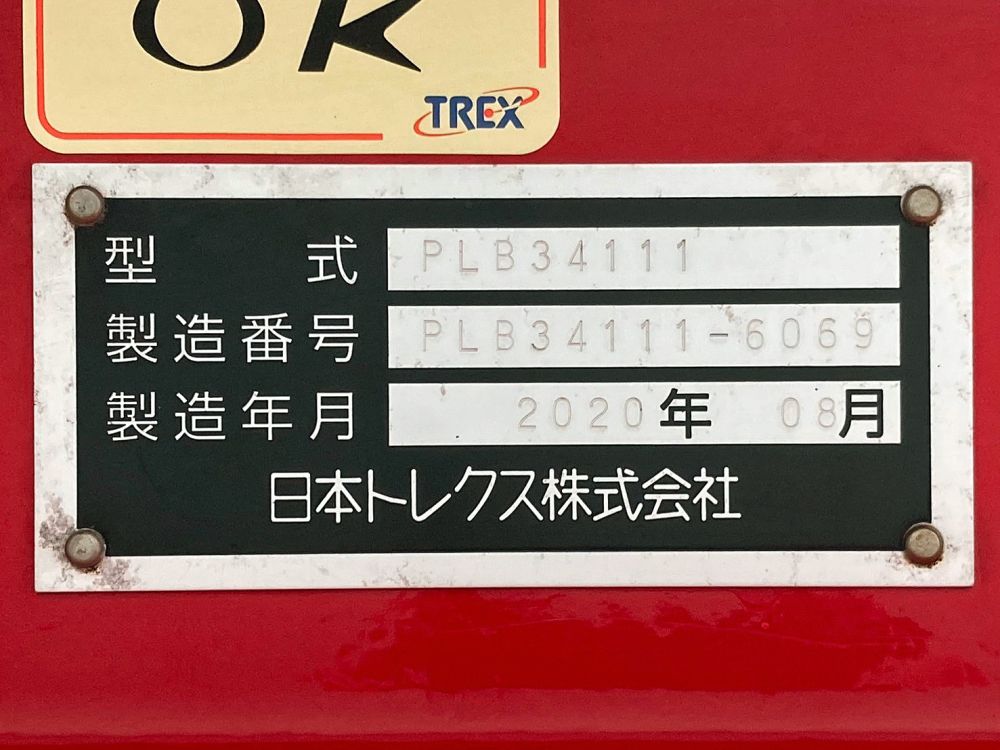 OK
TREX
型式 PLB34111
製造番号 PLB34111-6069
製造年月 2020年 08月
日本トレクス株式会社